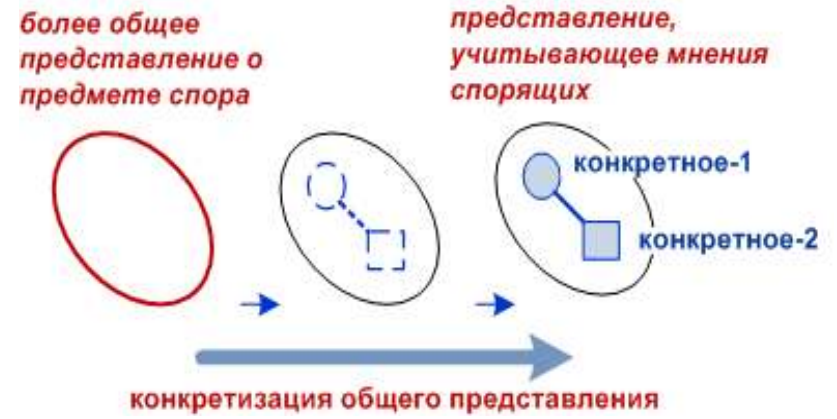 более общее
представление о
предмете спора
представление,
учитывающее мнения
спорящих
конкретное-1
конкретное-2
конкретизация общего представления